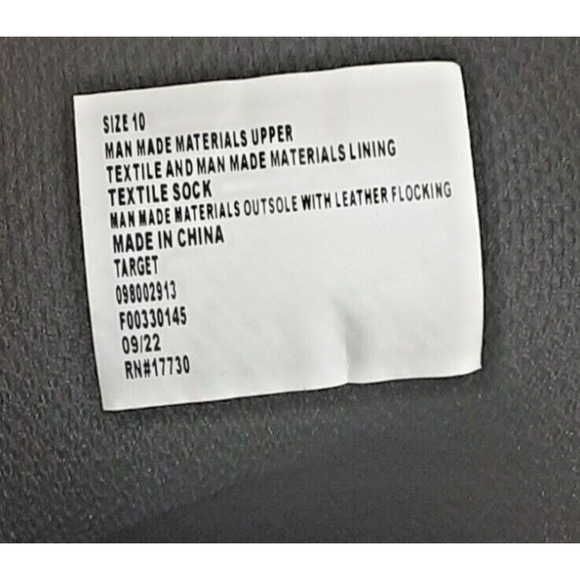 SIZE 10
MAN MADE MATERIALS UPPER
TEXTILE AND MAN MADE MATERIALS LINING
TEXTILE SOCK
MAN MADE MATERIALS OUTSOLE WITH LEATHER FLOCKING
MADE IN CHINA
TARGET
098002913
F00330145
09/22
RN#17730